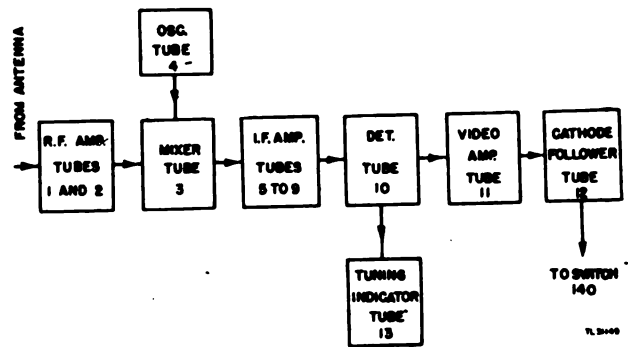 FROM ANTENNA
OSC.
TUBE
4
R.F. AMP.
TUBES
1 AND 2
MIXER
TUBE
3
I.F. AMP.
TUBES
5 TO 9
DET.
TUBE
10
VIDEO
AMP.
TUBE
11
CATHODE
FOLLOWER
TUBE
12
TUNING
INDICATOR
TUBE
13
TO SWITCH
140